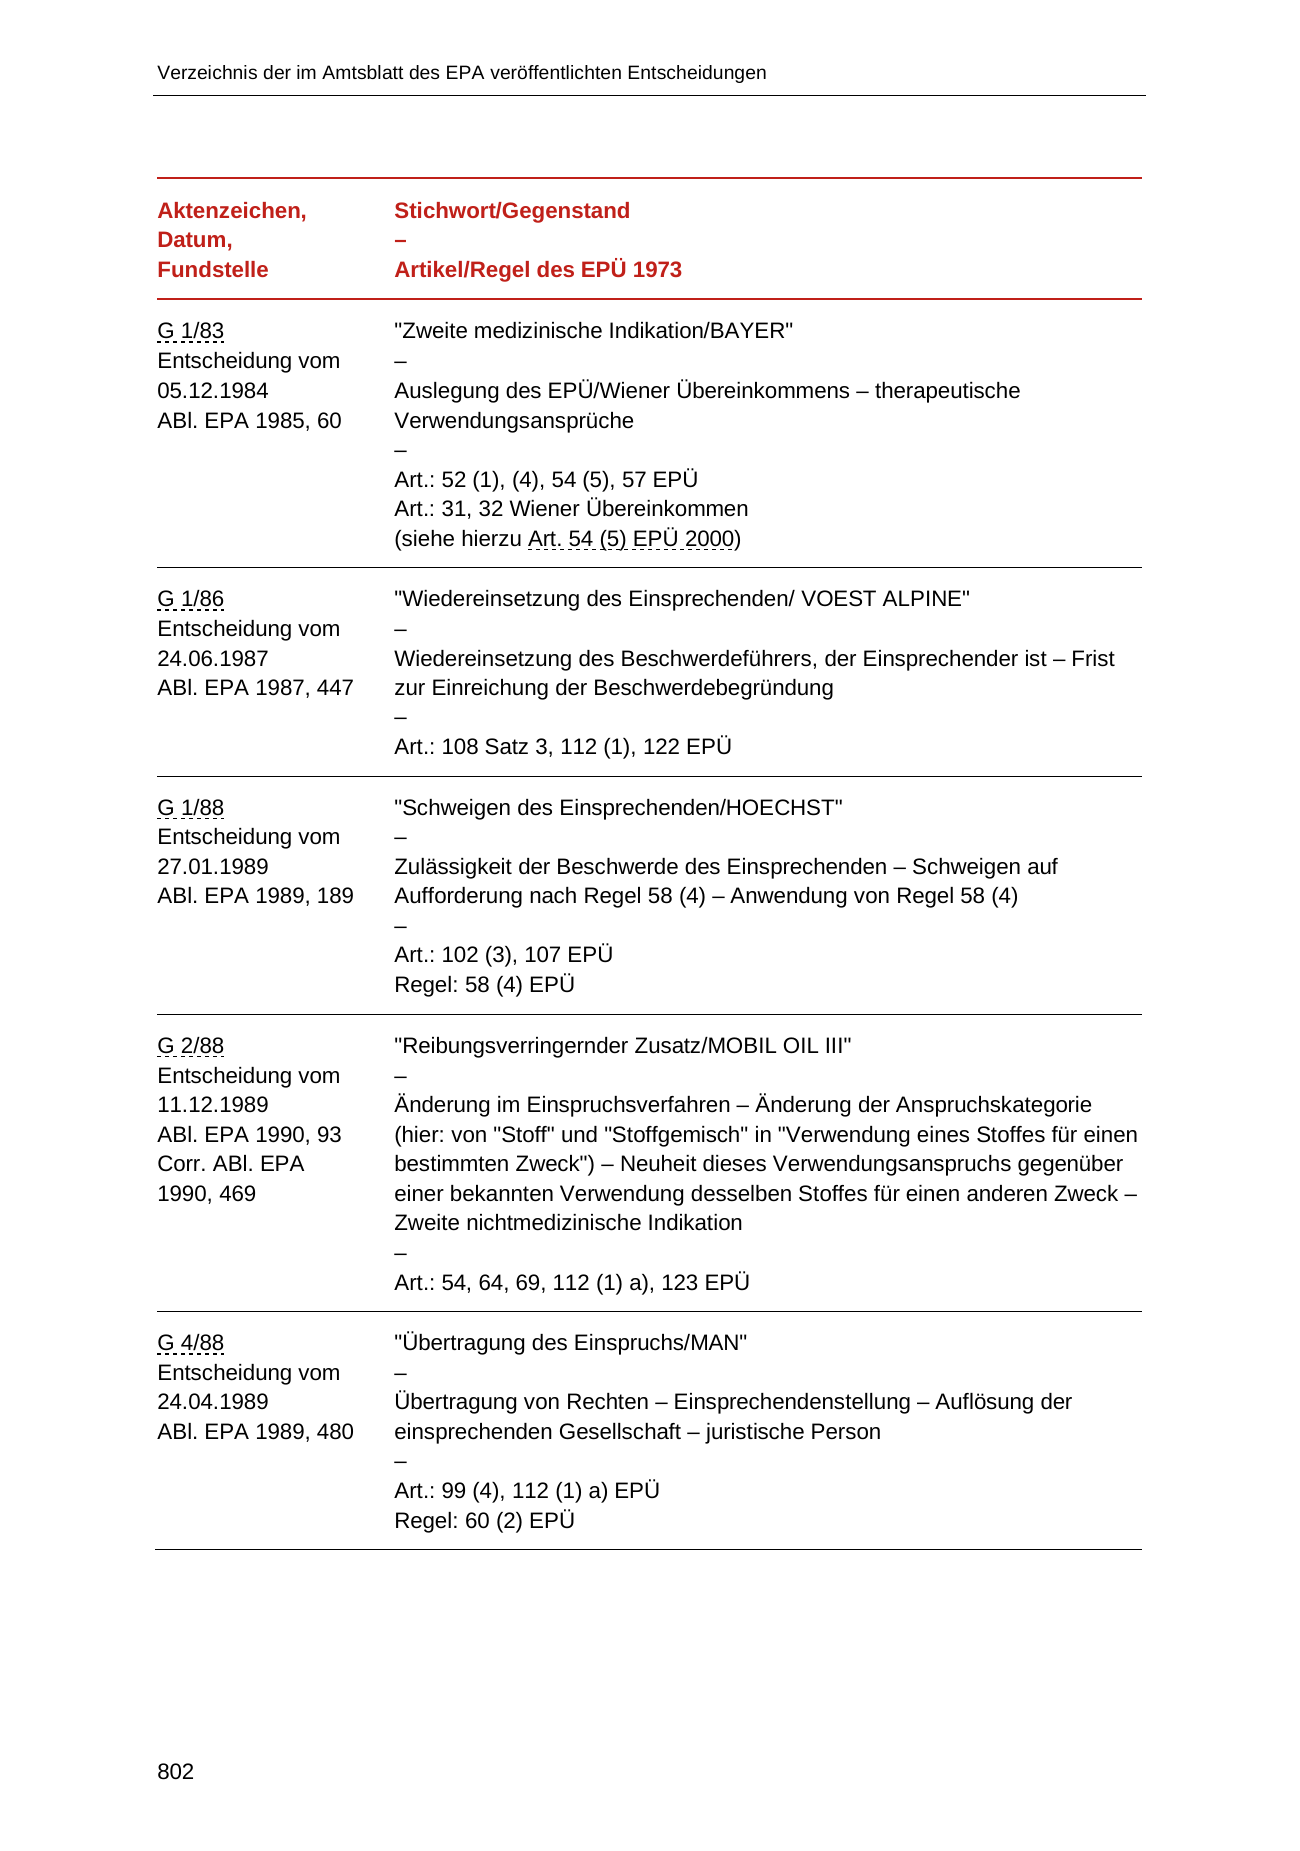 Verzeichnis der im Amtsblatt des EPA veröffentlichten Entscheidungen
Aktenzeichen,
Datum,
Fundstelle
Stichwort/Gegenstand
–
Artikel/Regel des EPÜ 1973
G 1/83
Entscheidung vom
05.12.1984
ABl. EPA 1985, 60
"Zweite medizinische Indikation/BAYER"
–
Auslegung des EPÜ/Wiener Übereinkommens – therapeutische
Verwendungsansprüche
–
Art.: 52 (1), (4), 54 (5), 57 EPÜ
Art.: 31, 32 Wiener Übereinkommen
(siehe hierzu Art. 54 (5) EPÜ 2000)
G 1/86
Entscheidung vom
24.06.1987
ABl. EPA 1987, 447
"Wiedereinsetzung des Einsprechenden/ VOEST ALPINE"
–
Wiedereinsetzung des Beschwerdeführers, der Einsprechender ist – Frist
zur Einreichung der Beschwerdebegründung
–
Art.: 108 Satz 3, 112 (1), 122 EPÜ
G 1/88
Entscheidung vom
27.01.1989
ABl. EPA 1989, 189
"Schweigen des Einsprechenden/HOECHST"
–
Zulässigkeit der Beschwerde des Einsprechenden – Schweigen auf
Aufforderung nach Regel 58 (4) – Anwendung von Regel 58 (4)
–
Art.: 102 (3), 107 EPÜ
Regel: 58 (4) EPÜ
G 2/88
Entscheidung vom
11.12.1989
ABl. EPA 1990, 93
Corr. ABl. EPA
1990, 469
"Reibungsverringernder Zusatz/MOBIL OIL III"
–
Änderung im Einspruchsverfahren – Änderung der Anspruchskategorie
(hier: von "Stoff" und "Stoffgemisch" in "Verwendung eines Stoffes für einen
bestimmten Zweck") – Neuheit dieses Verwendungsanspruchs gegenüber
einer bekannten Verwendung desselben Stoffes für einen anderen Zweck –
Zweite nichtmedizinische Indikation
–
Art.: 54, 64, 69, 112 (1) a), 123 EPÜ
G 4/88
Entscheidung vom
24.04.1989
ABl. EPA 1989, 480
"Übertragung des Einspruchs/MAN"
–
Übertragung von Rechten – Einsprechendenstellung – Auflösung der
einsprechenden Gesellschaft – juristische Person
–
Art.: 99 (4), 112 (1) a) EPÜ
Regel: 60 (2) EPÜ
802